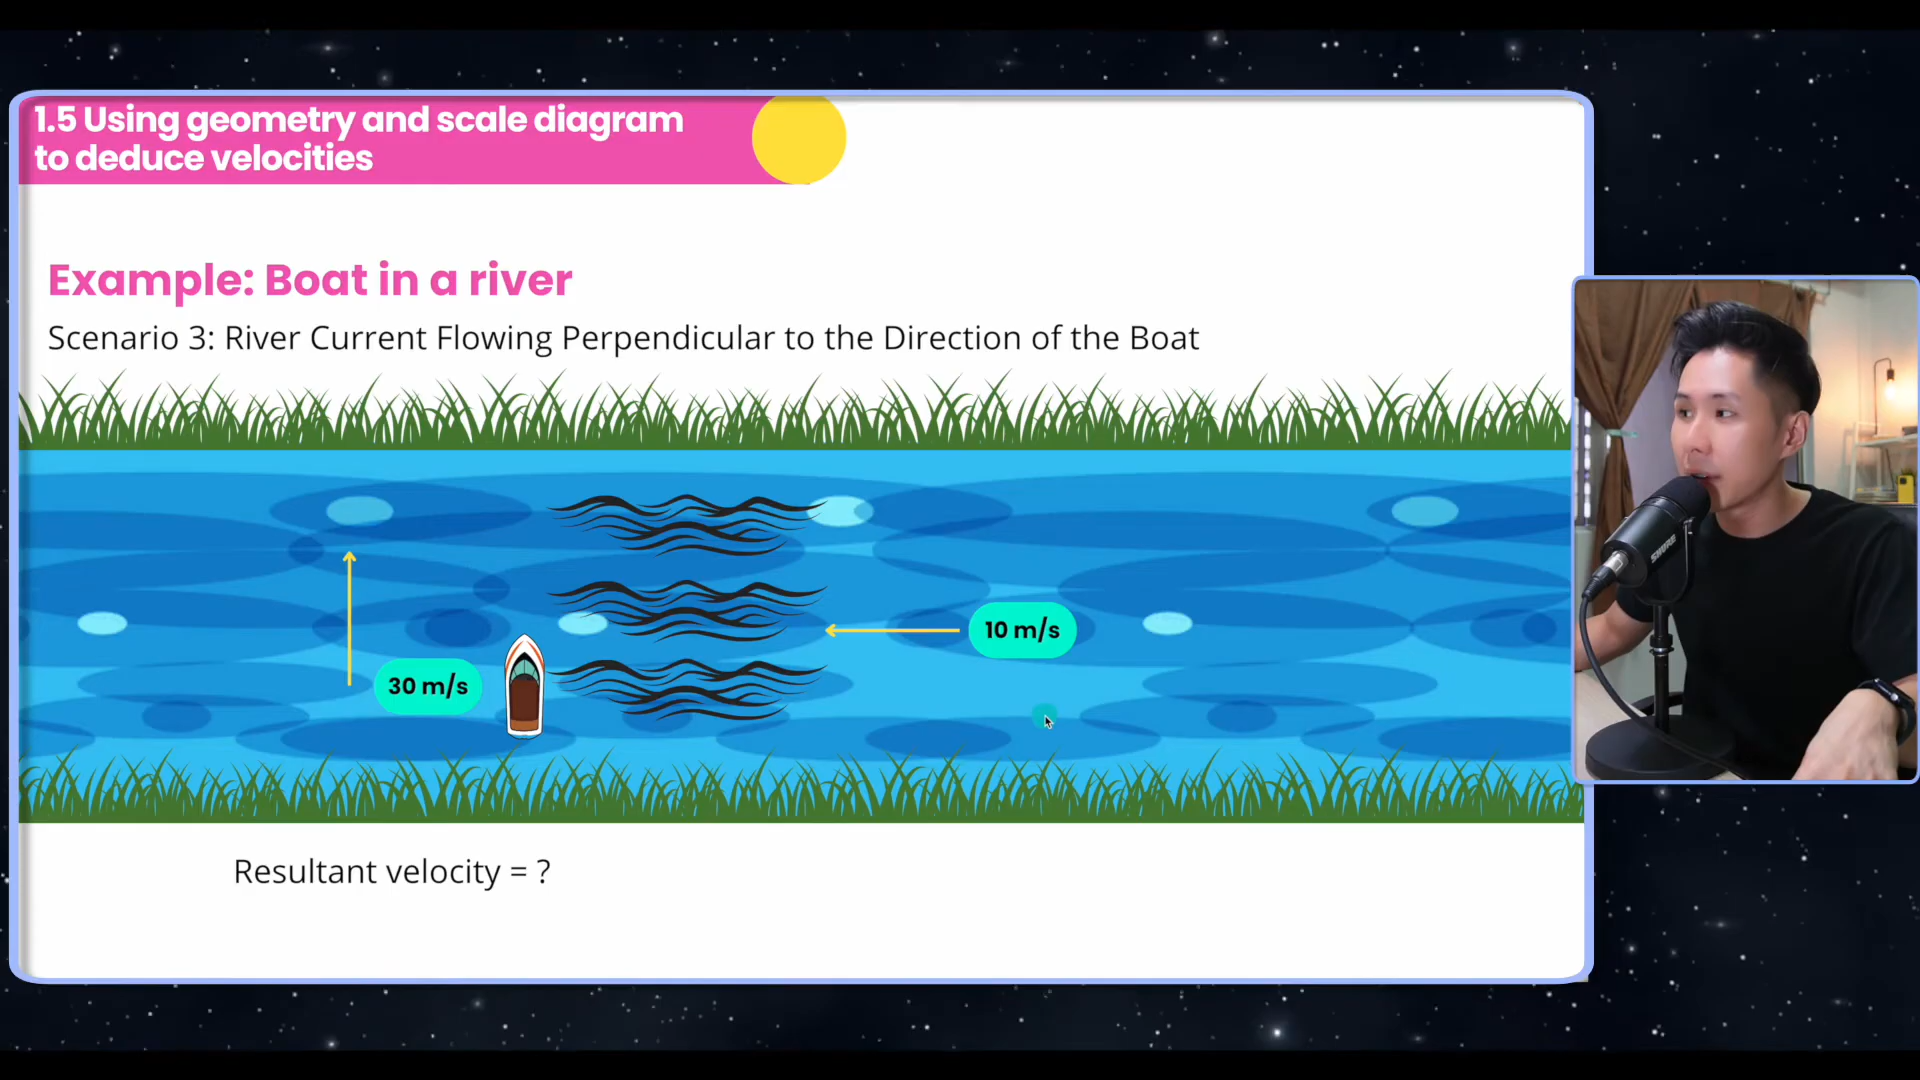 1.5 Using geometry and scale diagram
to deduce velocities
Example: Boat in a river
Scenario 3: River Current Flowing Perpendicular to the Direction of the Boat
10 m/s
30 m/s
SHURE
Resultant velocity = ?